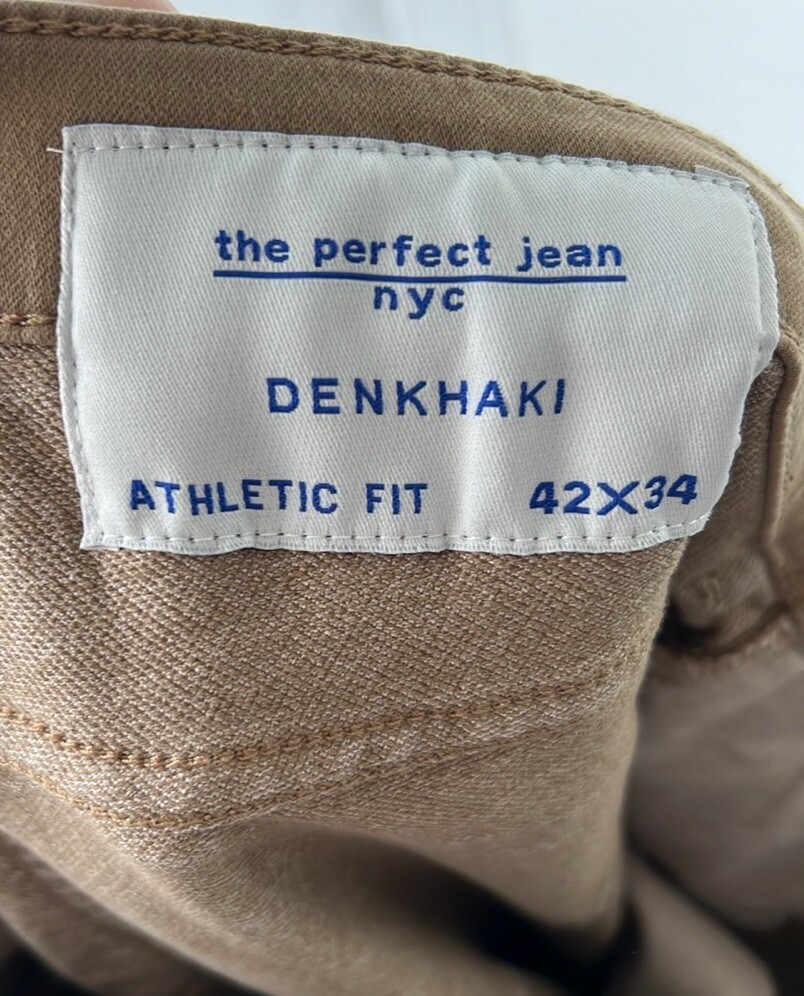 the perfect jean
nyc
DENKHAKI
ATHLETIC FIT 42X34